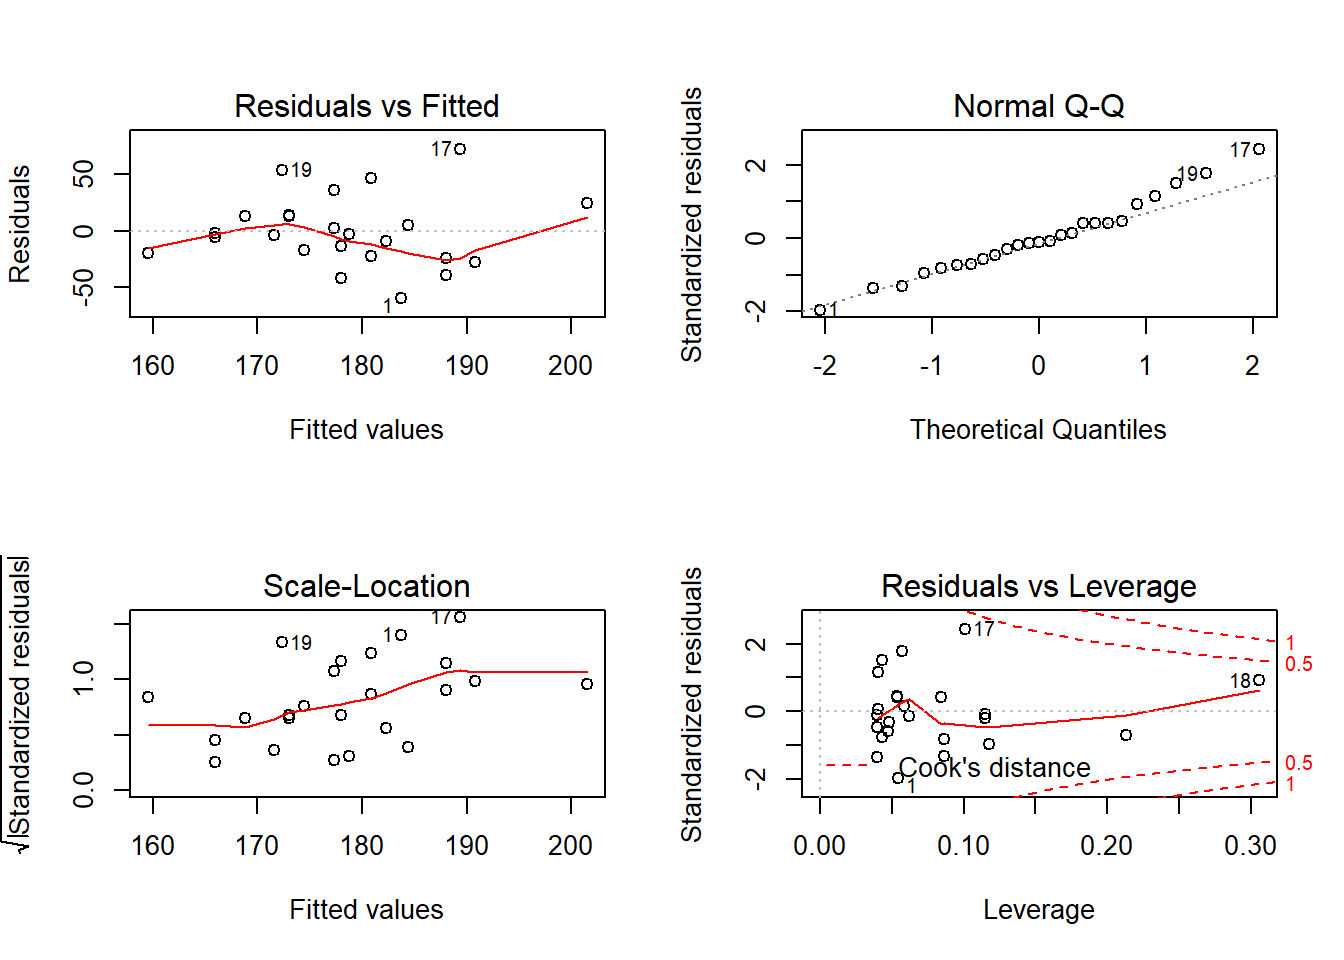 Residuals vs Fitted
Residuals
50
0
-50
19
17
1
160 170 180 190 200
Fitted values
Normal Q-Q
Standardized residuals
2
0
-2
17
19
1
-2 -1 0 1 2
Theoretical Quantiles
Scale-Location
√|Standardized residuals|
1.0
0.0
19
1
17
160 170 180 190 200
Fitted values
Residuals vs Leverage
Standardized residuals
2
0
-2
17
18
1
1
0.5
0.5
1
Cook's distance
0.00 0.10 0.20 0.30
Leverage